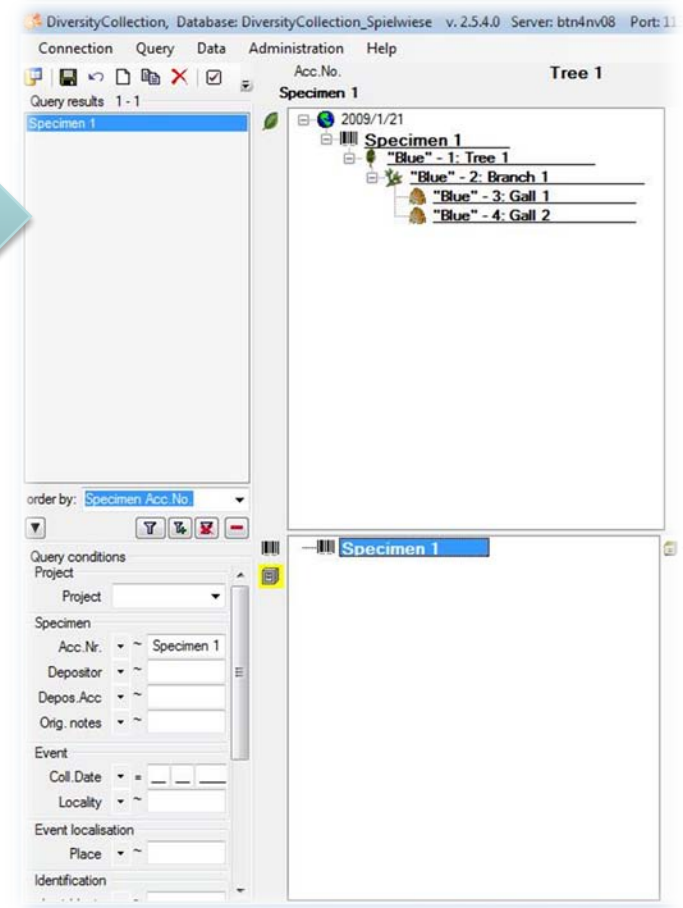 DiversityCollection, Database: DiversityCollection_Spielwiese v. 2.5.4.0 Server: btn4nv08 Port:
Connection Query Data Administration Help
Query results 1 - 1
Specimen 1
Acc.No. Tree 1
Specimen 1
2009/1/21
Specimen 1
"Blue" - 1: Tree 1
"Blue" - 2: Branch 1
"Blue" - 3: Gall 1
"Blue" - 4: Gall 2
order by: Specimen Acc.No.
Query conditions
Project
Project
Specimen
Acc.Nr. ~ Specimen 1
Depositor ~
Depos.Acc ~
Orig. notes ~
Event
Coll.Date = __ __ ____
Locality ~
Event localisation
Place ~
Identification
Specimen 1